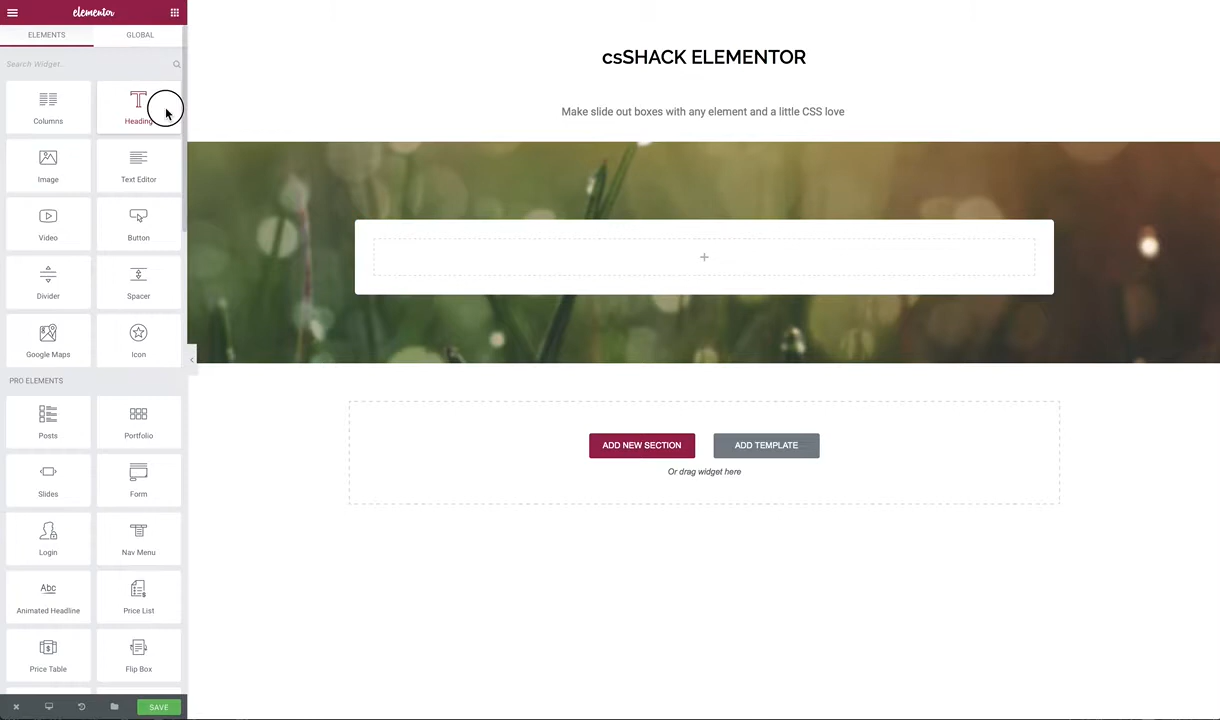 elementor
ELEMENTS
GLOBAL
Search Widget...
Columns
Heading
Image
Text Editor
Video
Button
Divider
Spacer
Google Maps
Icon
PRO ELEMENTS
Posts
Portfolio
Slides
Form
Login
Nav Menu
Abc
Animated Headline
Price List
Price Table
Flip Box
SAVE
csSHACK ELEMENTOR
Make slide out boxes with any element and a little CSS love
ADD NEW SECTION
ADD TEMPLATE
Or drag widget here